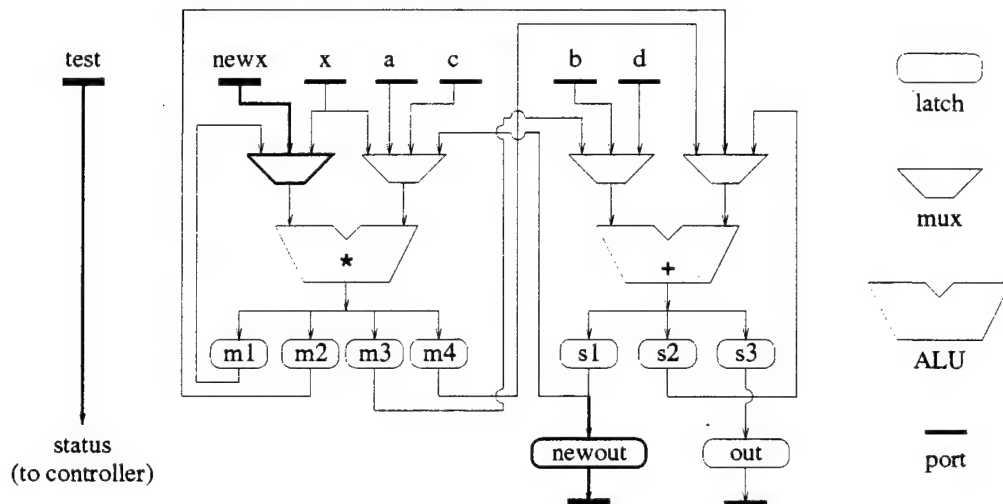 test
newx
x
a
c
b
d
latch
mux
*
+
m1
m2
m3
m4
s1
s2
s3
ALU
status
(to controller)
newout
out
port